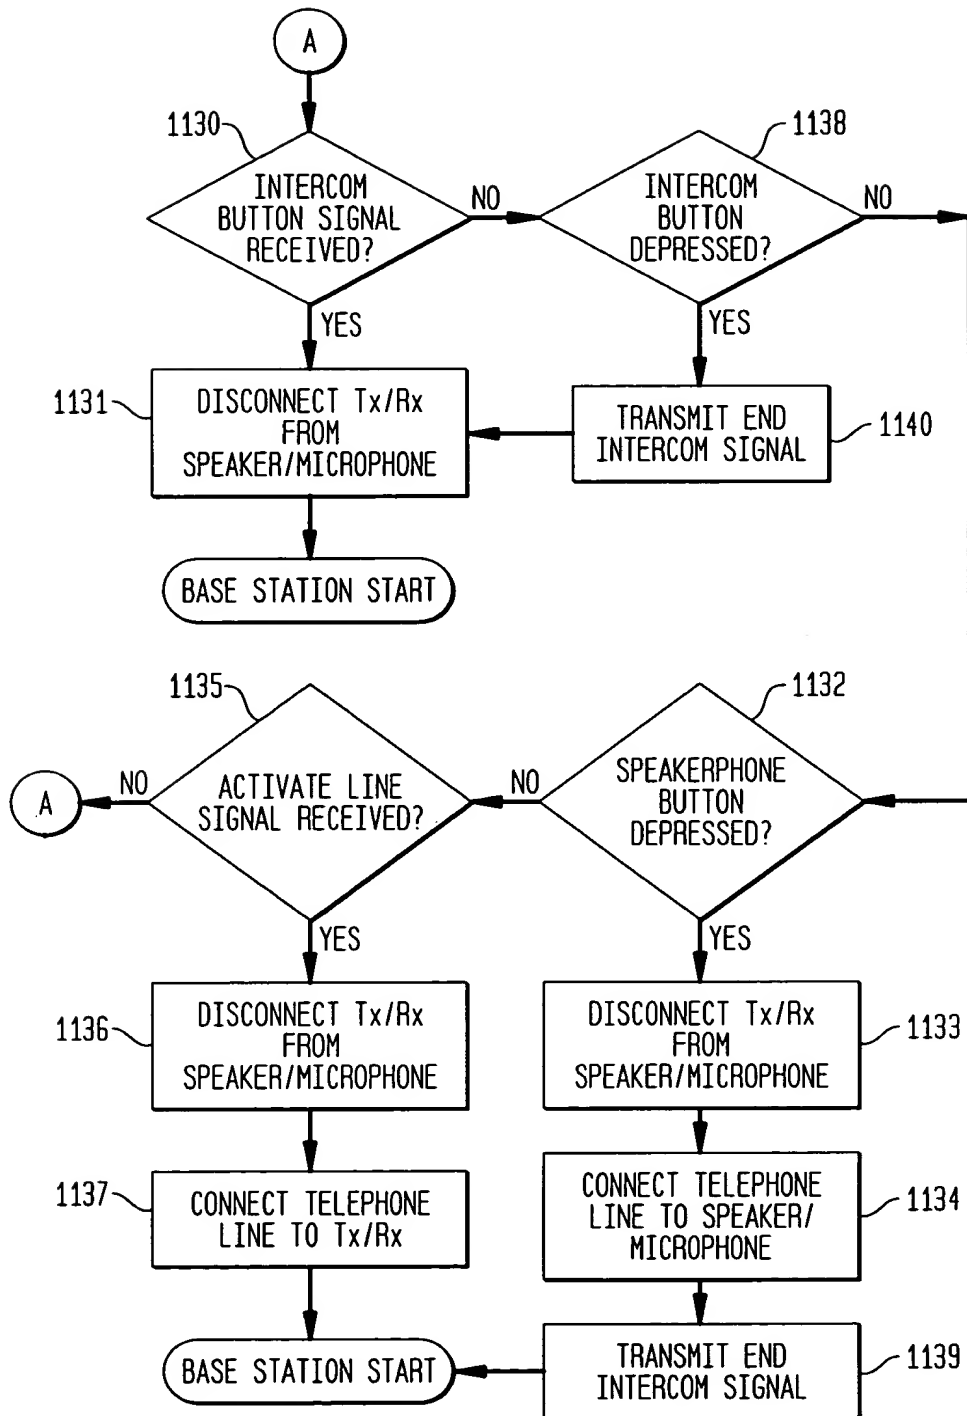 A
1130
INTERCOM
BUTTON SIGNAL
RECEIVED?
NO
YES
1138
INTERCOM
BUTTON
DEPRESSED?
NO
YES
1131
DISCONNECT Tx/Rx
FROM
SPEAKER/MICROPHONE
TRANSMIT END
INTERCOM SIGNAL
1140
BASE STATION START
1135
ACTIVATE LINE
SIGNAL RECEIVED?
NO
A
YES
1132
SPEAKERPHONE
BUTTON
DEPRESSED?
NO
YES
1136
DISCONNECT Tx/Rx
FROM
SPEAKER/MICROPHONE
DISCONNECT Tx/Rx
FROM
SPEAKER/MICROPHONE
1133
1137
CONNECT TELEPHONE
LINE TO Tx/Rx
CONNECT TELEPHONE
LINE TO SPEAKER/
MICROPHONE
1134
BASE STATION START
TRANSMIT END
INTERCOM SIGNAL
1139